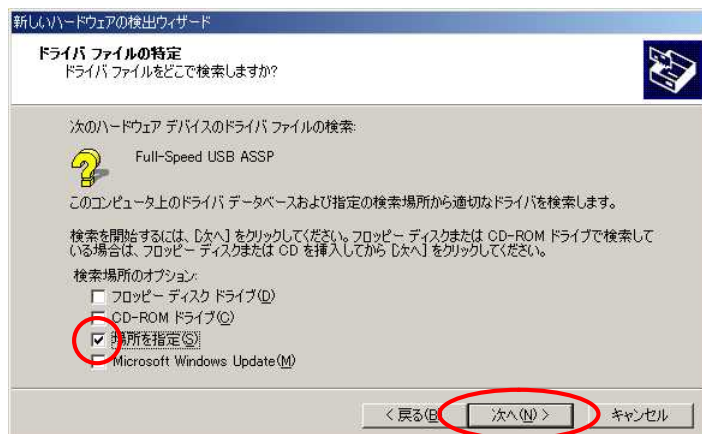 新しいハードウェアの検出ウィザード
ドライバ ファイルの特定
ドライバ ファイルをどこで検索しますか?
次のハードウェア デバイスのドライバ ファイルの検索:
Full-Speed USB ASSP
このコンピュータ上のドライバ データベースおよび指定の検索場所から適切なドライバを検索します。
検索を開始するには、[次へ] をクリックしてください。フロッピー ディスクまたは CD-ROM ドライブで検索して
いる場合は、フロッピー ディスクまたは CD を挿入してから [次へ] をクリックしてください。
検索場所のオプション:
フロッピー ディスク ドライブ(D)
CD-ROM ドライブ(C)
場所を指定(S)
Microsoft Windows Update(M)
< 戻る(B) 次へ(N) > キャンセル